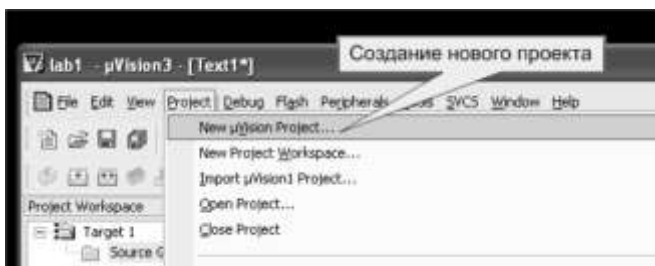 lab1 - µVision3 - [Text1*]
Создание нового проекта
File Edit View Project Debug Flash Peripherals SVCS Window Help
New µVision Project...
New Project Workspace...
Import µVision1 Project...
Open Project...
Close Project
Project Workspace
Target 1
Source G